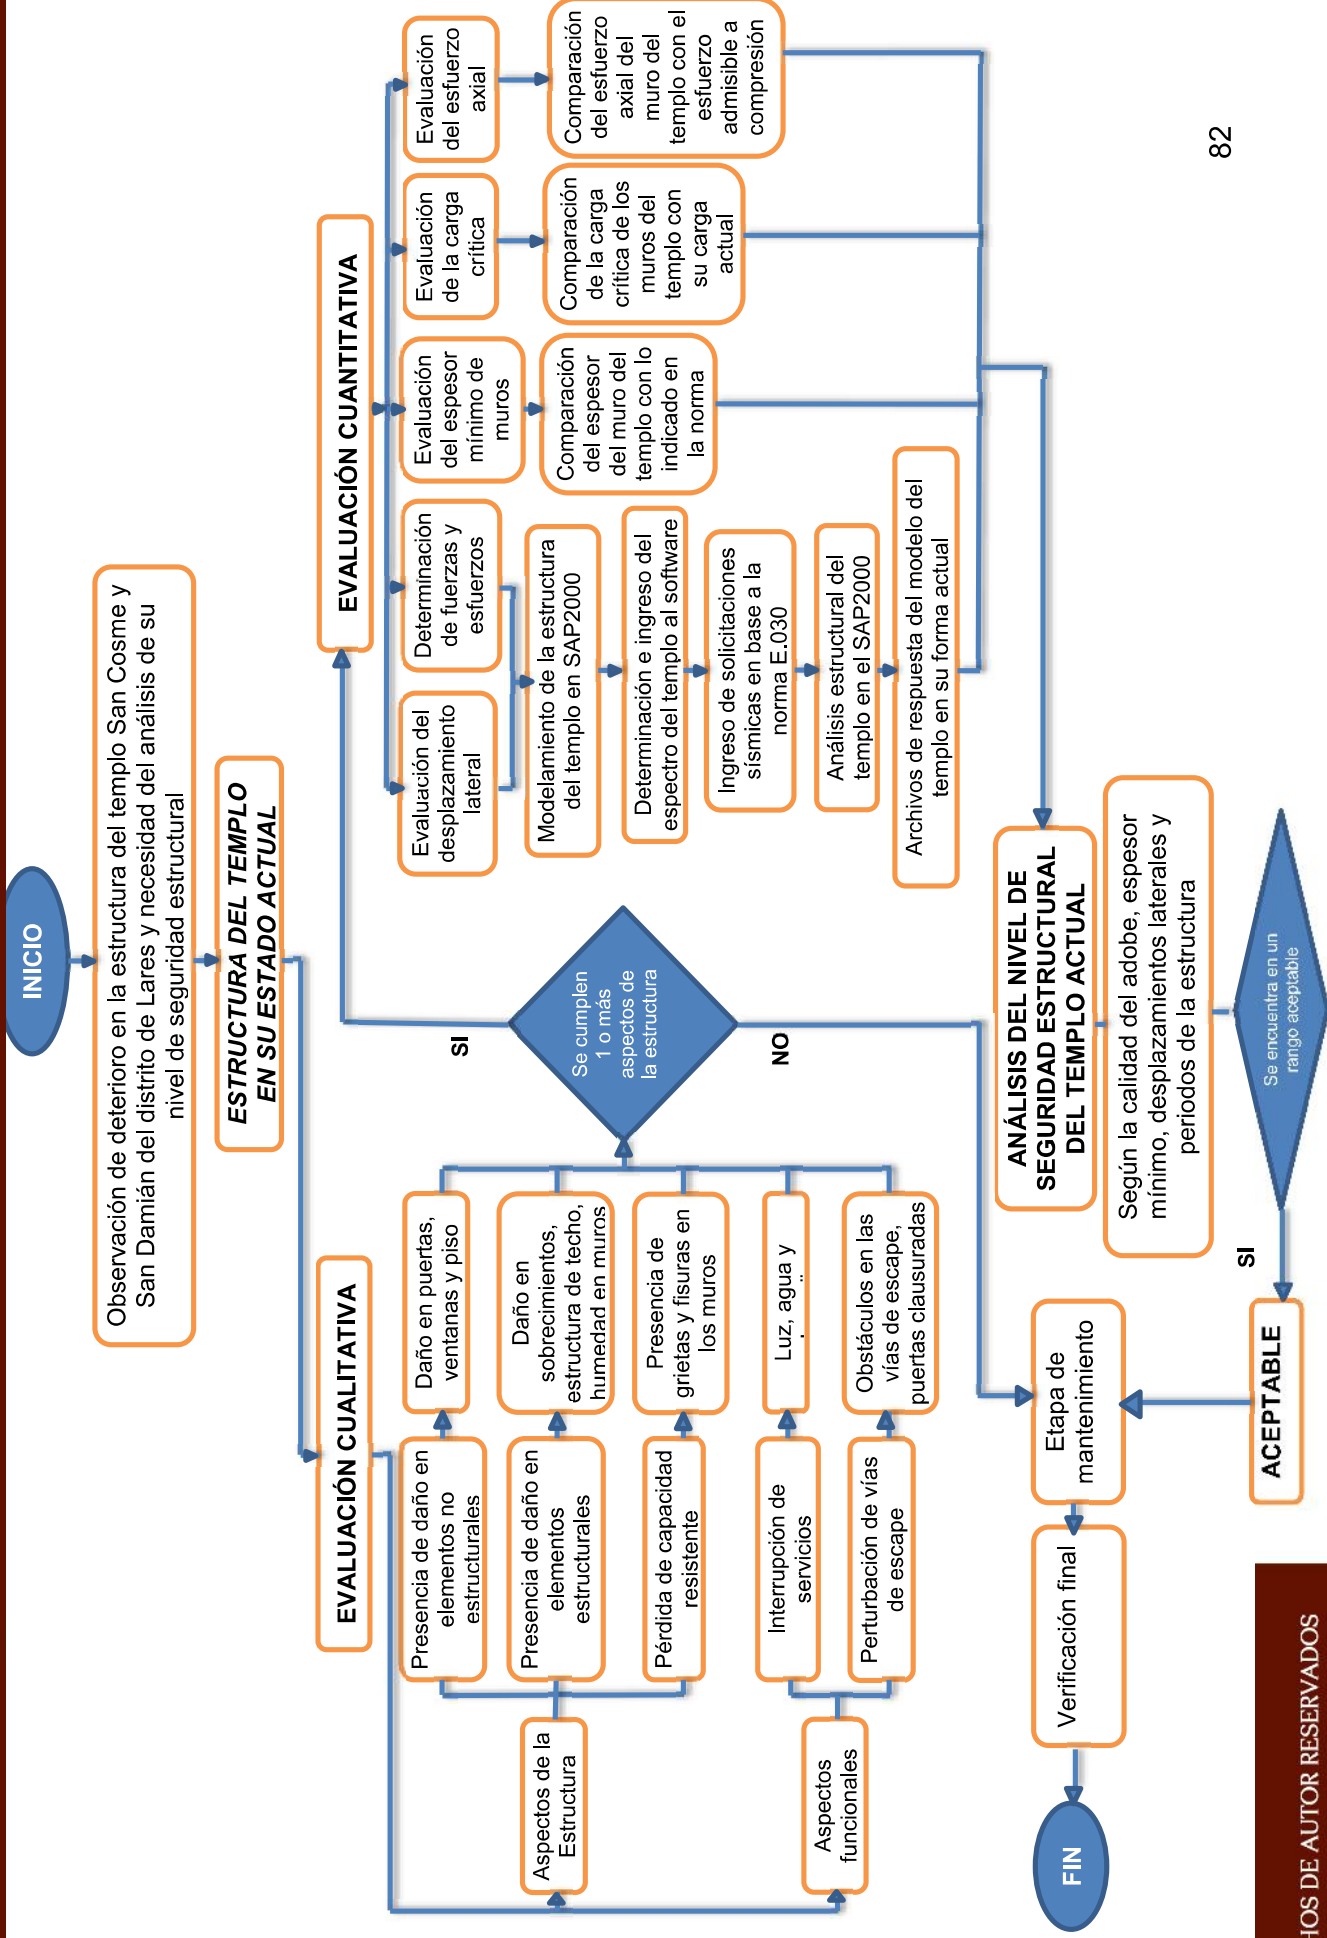 INICIO
Observación de deterioro en la estructura del templo San Cosme y
San Damián del distrito de Lares y necesidad del análisis de su
nivel de seguridad estructural
ESTRUCTURA DEL TEMPLO
EN SU ESTADO ACTUAL
EVALUACIÓN CUALITATIVA
Aspectos de la
Estructura
Presencia de daño en
elementos no
estructurales
Daño en puertas,
ventanas y piso
Presencia de daño en
elementos
estructurales
Daño en
sobrecimientos,
estructura de techo,
humedad en muros
Pérdida de capacidad
resistente
Presencia de
grietas y fisuras en
los muros
Aspectos
funcionales
Interrupción de
servicios
Luz, agua y
Perturbación de vías
de escape
Obstáculos en las
vías de escape,
puertas clausuradas
Se cumplen
1 o más
aspectos de
la estructura
SI
NO
EVALUACIÓN CUANTITATIVA
Evaluación del
desplazamiento
lateral
Determinación
de fuerzas y
esfuerzos
Evaluación
del espesor
mínimo de
muros
Evaluación
de la carga
crítica
Evaluación
del esfuerzo
axial
Modelamiento de la estructura
del templo en SAP2000
Determinación e ingreso del
espectro del templo al software
Ingreso de solicitaciones
sísmicas en base a la
norma E.030
Análisis estructural del
templo en el SAP2000
Archivos de respuesta del modelo del
templo en su forma actual
Comparación
del espesor
del muro del
templo con lo
indicado en
la norma
Comparación
de la carga
crítica de los
muros del
templo con
su carga
actual
Comparación
del esfuerzo
axial del
muro del
templo con el
esfuerzo
admisible a
compresión
ANÁLISIS DEL NIVEL DE
SEGURIDAD ESTRUCTURAL
DEL TEMPLO ACTUAL
Según la calidad del adobe, espesor
mínimo, desplazamientos laterales y
periodos de la estructura
Se encuentra en un
rango aceptable
SI
ACEPTABLE
Etapa de
mantenimiento
Verificación final
FIN
82
HOS DE AUTOR RESERVADOS